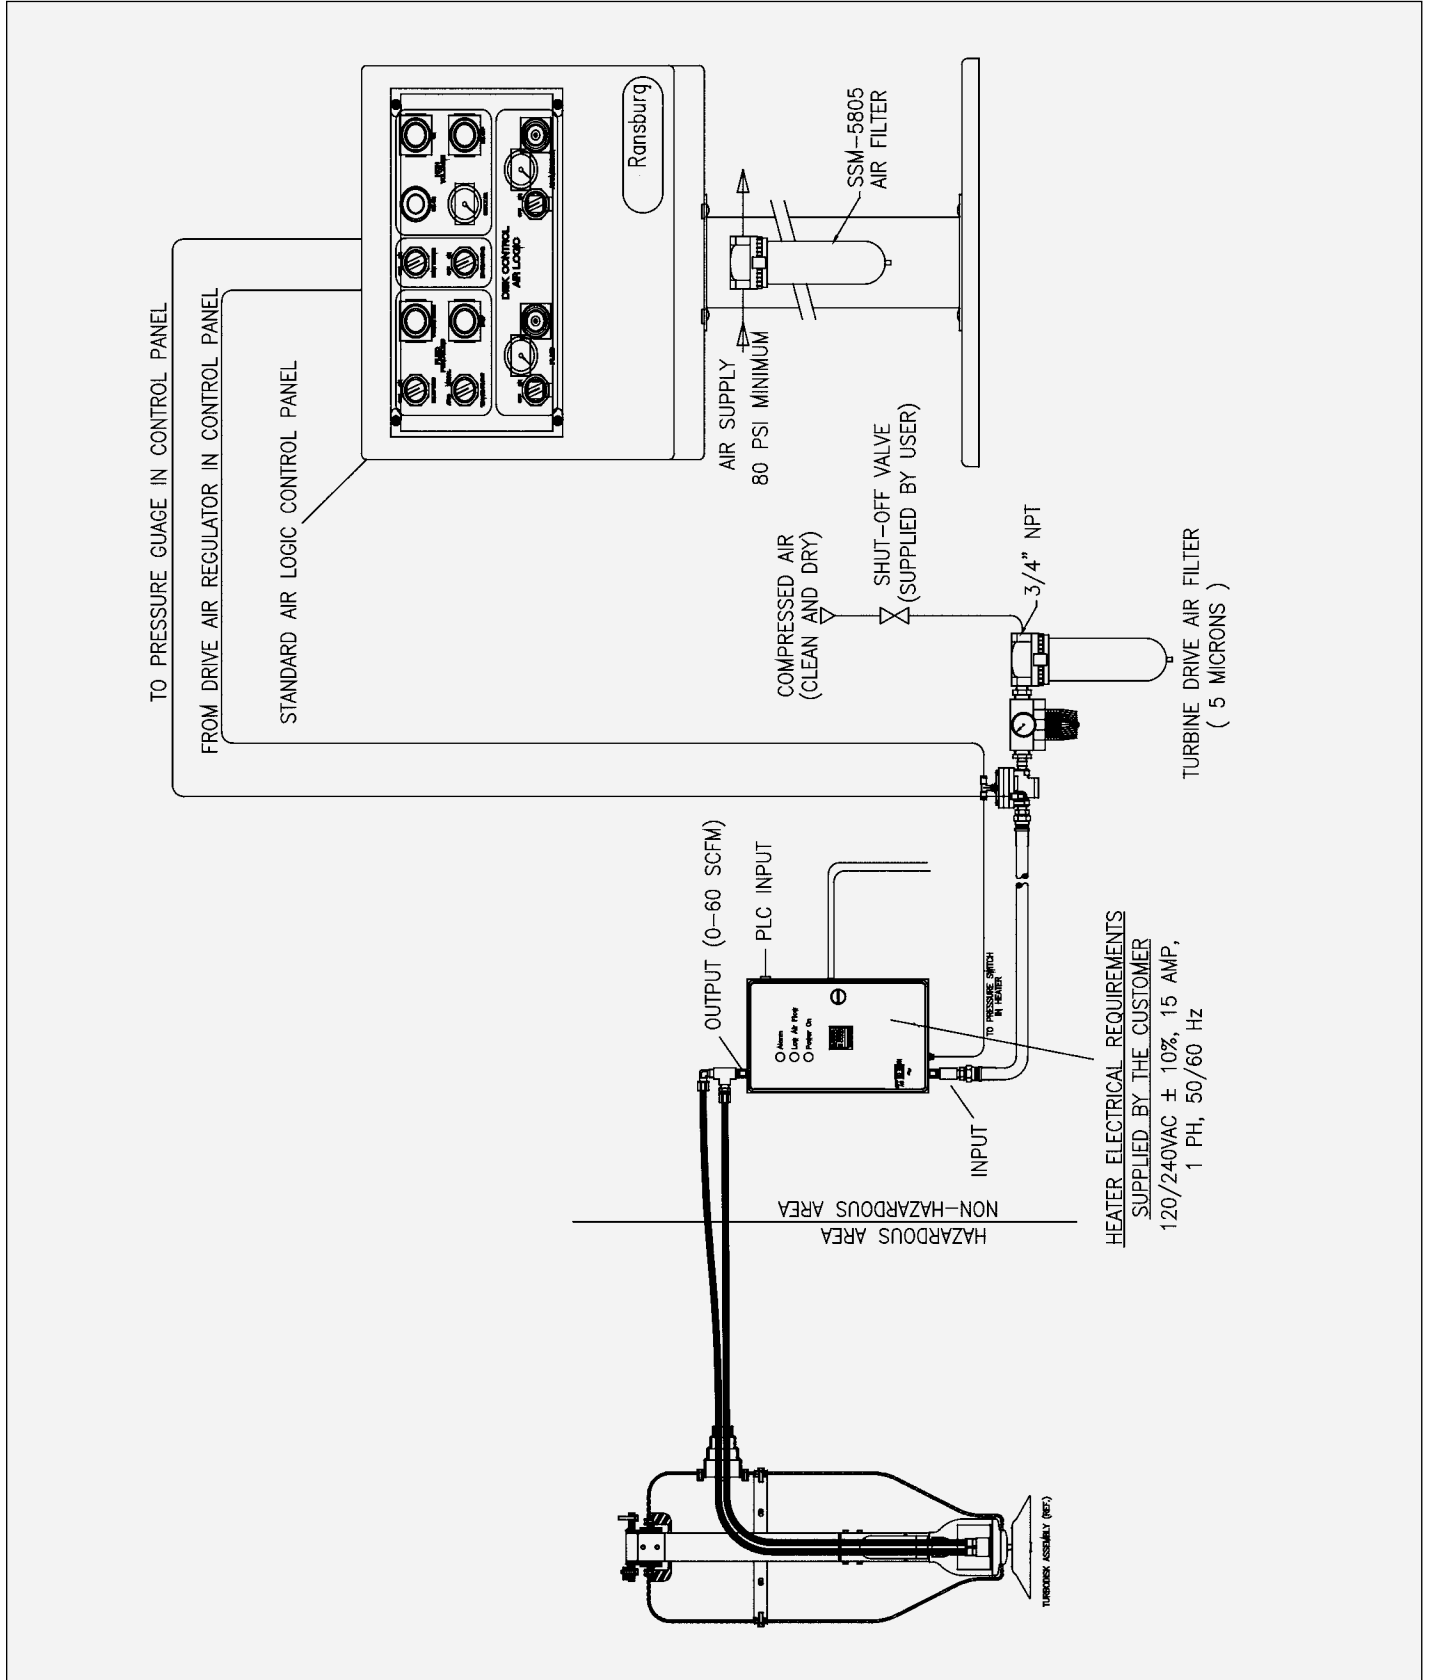 TO PRESSURE GUAGE IN CONTROL PANEL
FROM DRIVE AIR REGULATOR IN CONTROL PANEL
STANDARD AIR LOGIC CONTROL PANEL
DISK CONTROL
AIR LOGIC
Ransburg
AIR SUPPLY
80 PSI MINIMUM
SSM-5805
AIR FILTER
COMPRESSED AIR
(CLEAN AND DRY)
SHUT-OFF VALVE
(SUPPLIED BY USER)
3/4" NPT
TURBINE DRIVE AIR FILTER
( 5 MICRONS )
OUTPUT (0-60 SCFM)
PLC INPUT
Alarm
Low Air Flow
Power On
TO PRESSURE SWITCH
IN HEATER
INPUT
HEATER ELECTRICAL REQUIREMENTS
SUPPLIED BY THE CUSTOMER
120/240VAC ± 10%, 15 AMP,
1 PH, 50/60 Hz
NON-HAZARDOUS AREA
HAZARDOUS AREA
TURBODISK ASSEMBLY (REF.)